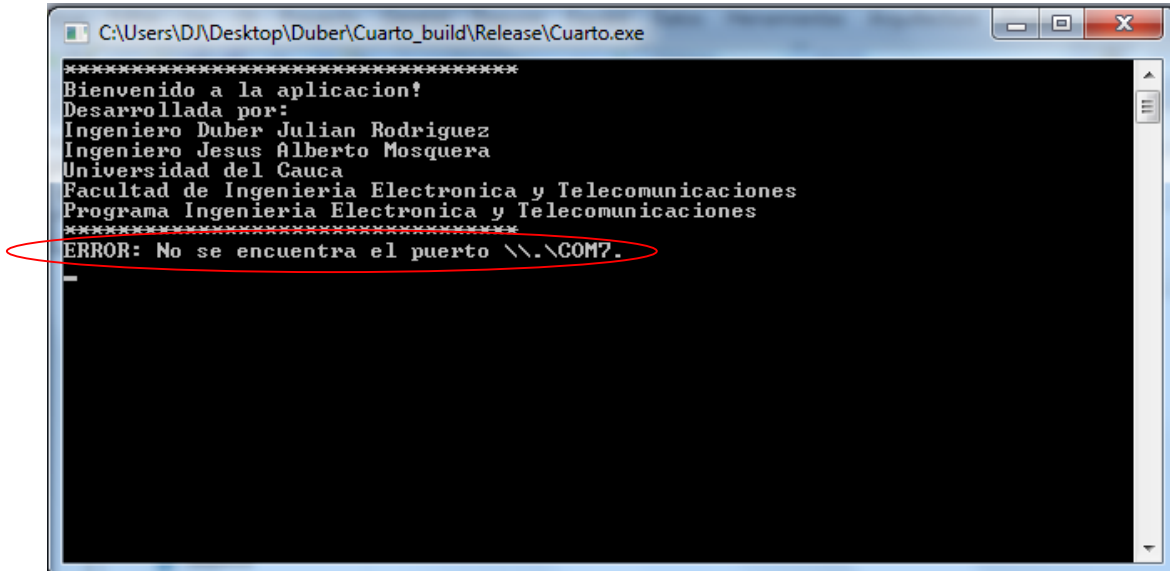 C:\Users\DJ\Desktop\Duber\Cuarto_build\Release\Cuarto.exe
**********************************
Bienvenido a la aplicacion!
Desarrollada por:
Ingeniero Duber Julian Rodriguez
Ingeniero Jesus Alberto Mosquera
Universidad del Cauca
Facultad de Ingenieria Electronica y Telecomunicaciones
Programa Ingenieria Electronica y Telecomunicaciones
**********************************
ERROR: No se encuentra el puerto \\.\COM7.